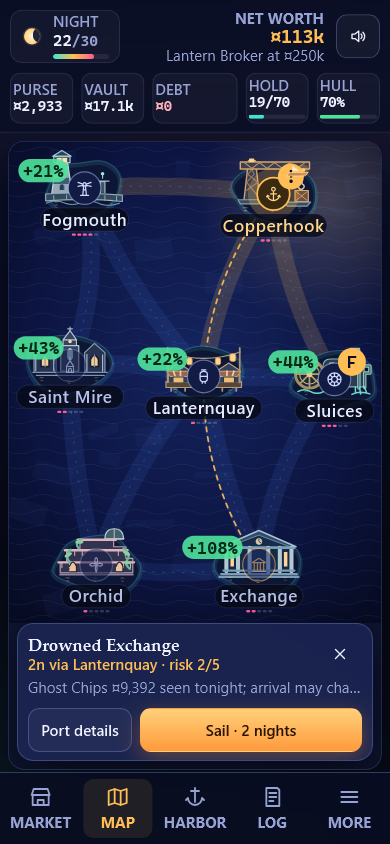 NIGHT
22/30
NET WORTH
¤113k
Lantern Broker at ¤250k
PURSE
¤2,933
VAULT
¤17.1k
DEBT
¤0
HOLD
19/70
HULL
70%
+21%
Fogmouth
Copperhook
+43%
Saint Mire
+22%
Lanternquay
+44%
F
Sluices
Orchid
+108%
Exchange
Drowned Exchange
2n via Lanternquay · risk 2/5
Ghost Chips ¤9,392 seen tonight; arrival may cha...
Port details
Sail · 2 nights
MARKET
MAP
HARBOR
LOG
MORE